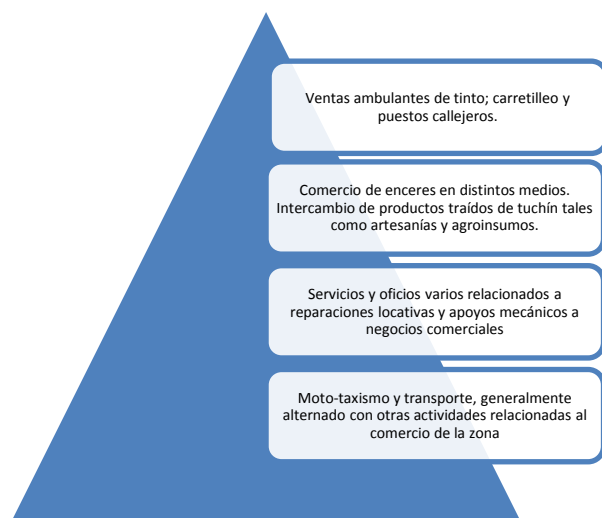 Ventas ambulantes de tinto; carretilleo y
puestos callejeros.
Comercio de enceres en distintos medios.
Intercambio de productos traídos de tuchín tales
como artesanías y agroinsumos.
Servicios y oficios varios relacionados a
reparaciones locativas y apoyos mecánicos a
negocios comerciales
Moto-taxismo y transporte, generalmente
alternado con otras actividades relacionadas al
comercio de la zona